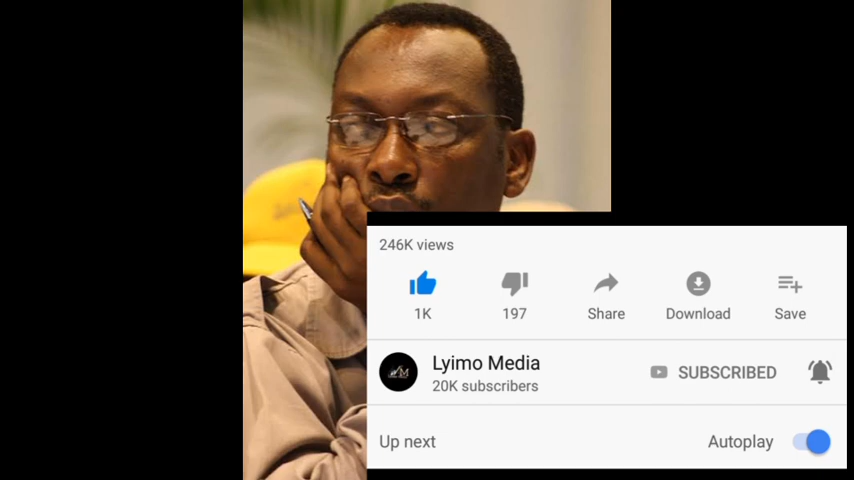 246K views
1K
197
Share
Download
Save
Lyimo Media
20K subscribers
SUBSCRIBED
Up next
Autoplay